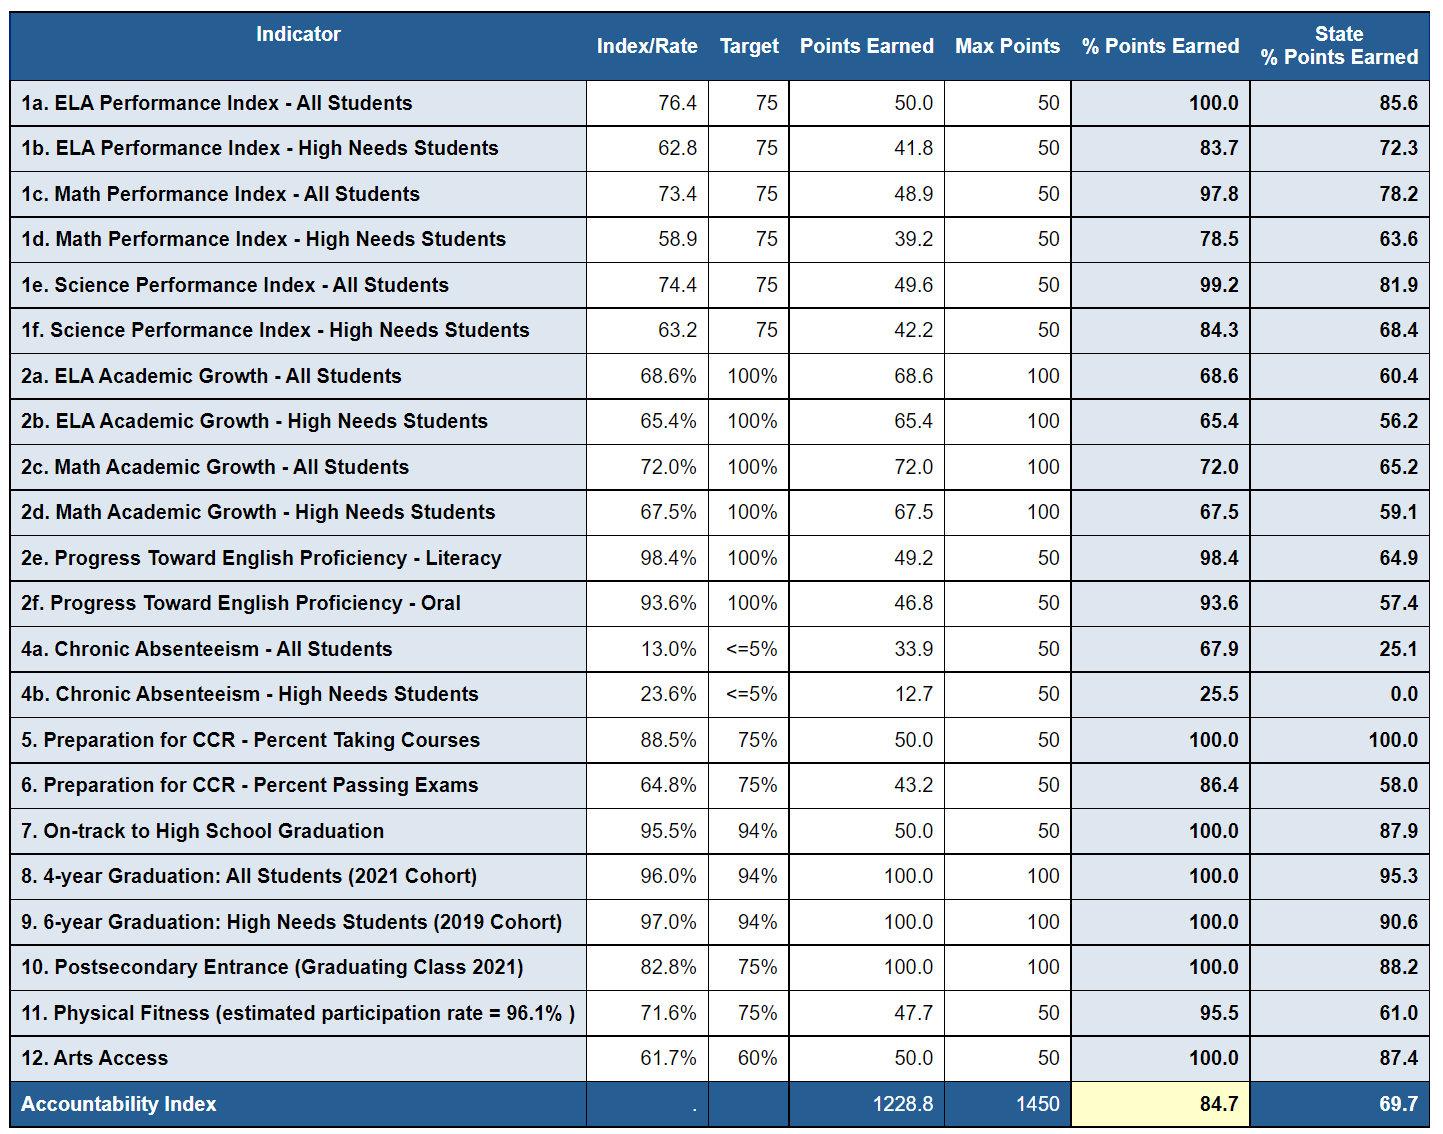 Indicator Index/Rate Target Points Earned Max Points % Points Earned State % Points Earned
1a. ELA Performance Index - All Students 76.4 75 50.0 50 100.0 85.6
1b. ELA Performance Index - High Needs Students 62.8 75 41.8 50 83.7 72.3
1c. Math Performance Index - All Students 73.4 75 48.9 50 97.8 78.2
1d. Math Performance Index - High Needs Students 58.9 75 39.2 50 78.5 63.6
1e. Science Performance Index - All Students 74.4 75 49.6 50 99.2 81.9
1f. Science Performance Index - High Needs Students 63.2 75 42.2 50 84.3 68.4
2a. ELA Academic Growth - All Students 68.6% 100% 68.6 100 68.6 60.4
2b. ELA Academic Growth - High Needs Students 65.4% 100% 65.4 100 65.4 56.2
2c. Math Academic Growth - All Students 72.0% 100% 72.0 100 72.0 65.2
2d. Math Academic Growth - High Needs Students 67.5% 100% 67.5 100 67.5 59.1
2e. Progress Toward English Proficiency - Literacy 98.4% 100% 49.2 50 98.4 64.9
2f. Progress Toward English Proficiency - Oral 93.6% 100% 46.8 50 93.6 57.4
4a. Chronic Absenteeism - All Students 13.0% <=5% 33.9 50 67.9 25.1
4b. Chronic Absenteeism - High Needs Students 23.6% <=5% 12.7 50 25.5 0.0
5. Preparation for CCR - Percent Taking Courses 88.5% 75% 50.0 50 100.0 100.0
6. Preparation for CCR - Percent Passing Exams 64.8% 75% 43.2 50 86.4 58.0
7. On-track to High School Graduation 95.5% 94% 50.0 50 100.0 87.9
8. 4-year Graduation: All Students (2021 Cohort) 96.0% 94% 100.0 100 100.0 95.3
9. 6-year Graduation: High Needs Students (2019 Cohort) 97.0% 94% 100.0 100 100.0 90.6
10. Postsecondary Entrance (Graduating Class 2021) 82.8% 75% 100.0 100 100.0 88.2
11. Physical Fitness (estimated participation rate = 96.1% ) 71.6% 75% 47.7 50 95.5 61.0
12. Arts Access 61.7% 60% 50.0 50 100.0 87.4
Accountability Index . 1228.8 1450 84.7 69.7